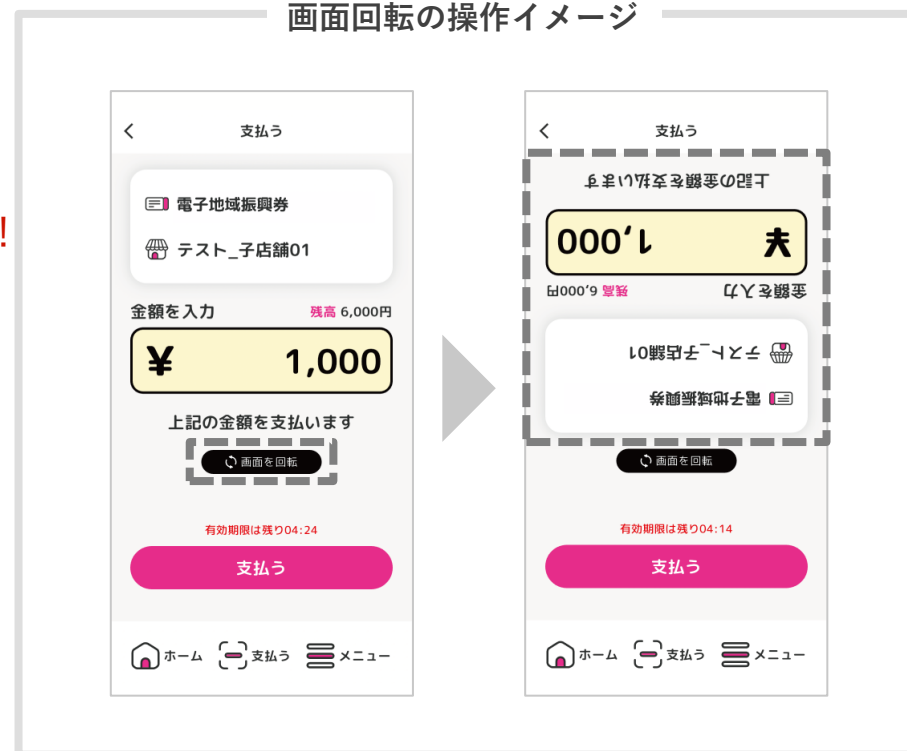 画面回転の操作イメージ
!
支払う
電子地域振興券
テスト_子店舗01
金額を入力
残高 6,000円
¥ 1,000
上記の金額を支払います
画面を回転
有効期限は残り04:24
支払う
ホーム 支払う メニュー
支払う
上記の金額を支払います
¥ 1,000
金額を入力
残高 6,000円
テスト_子店舗01
電子地域振興券
画面を回転
有効期限は残り04:14
支払う
ホーム 支払う メニュー